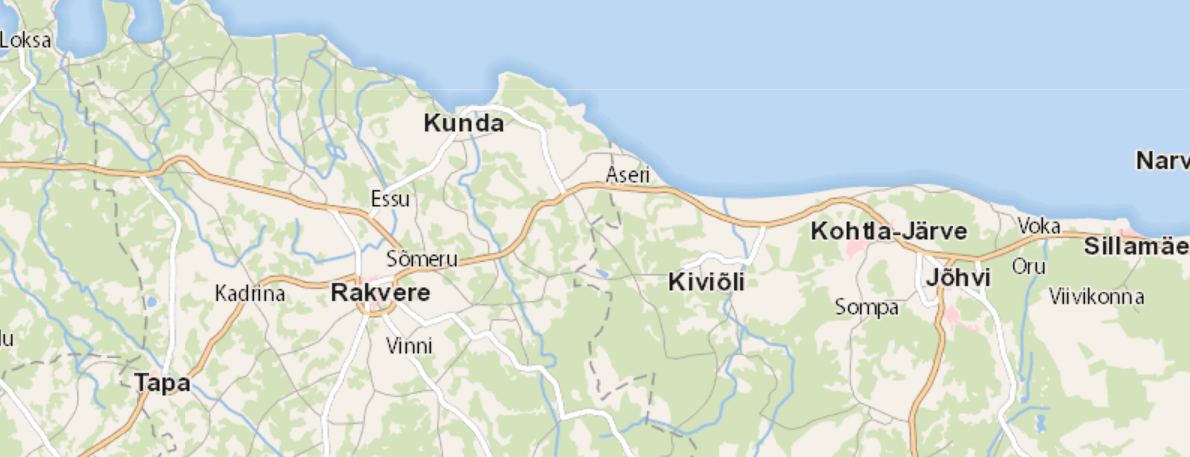 Loksa
Kunda
Narv
Aseri
Essu
Voka
Kohtla-Järve
Sillamäe
Sõmeru
Oru
Jõhvi
Kiviõli
Kadrina
Rakvere
Viivikonna
Sompa
lu
Vinni
Tapa